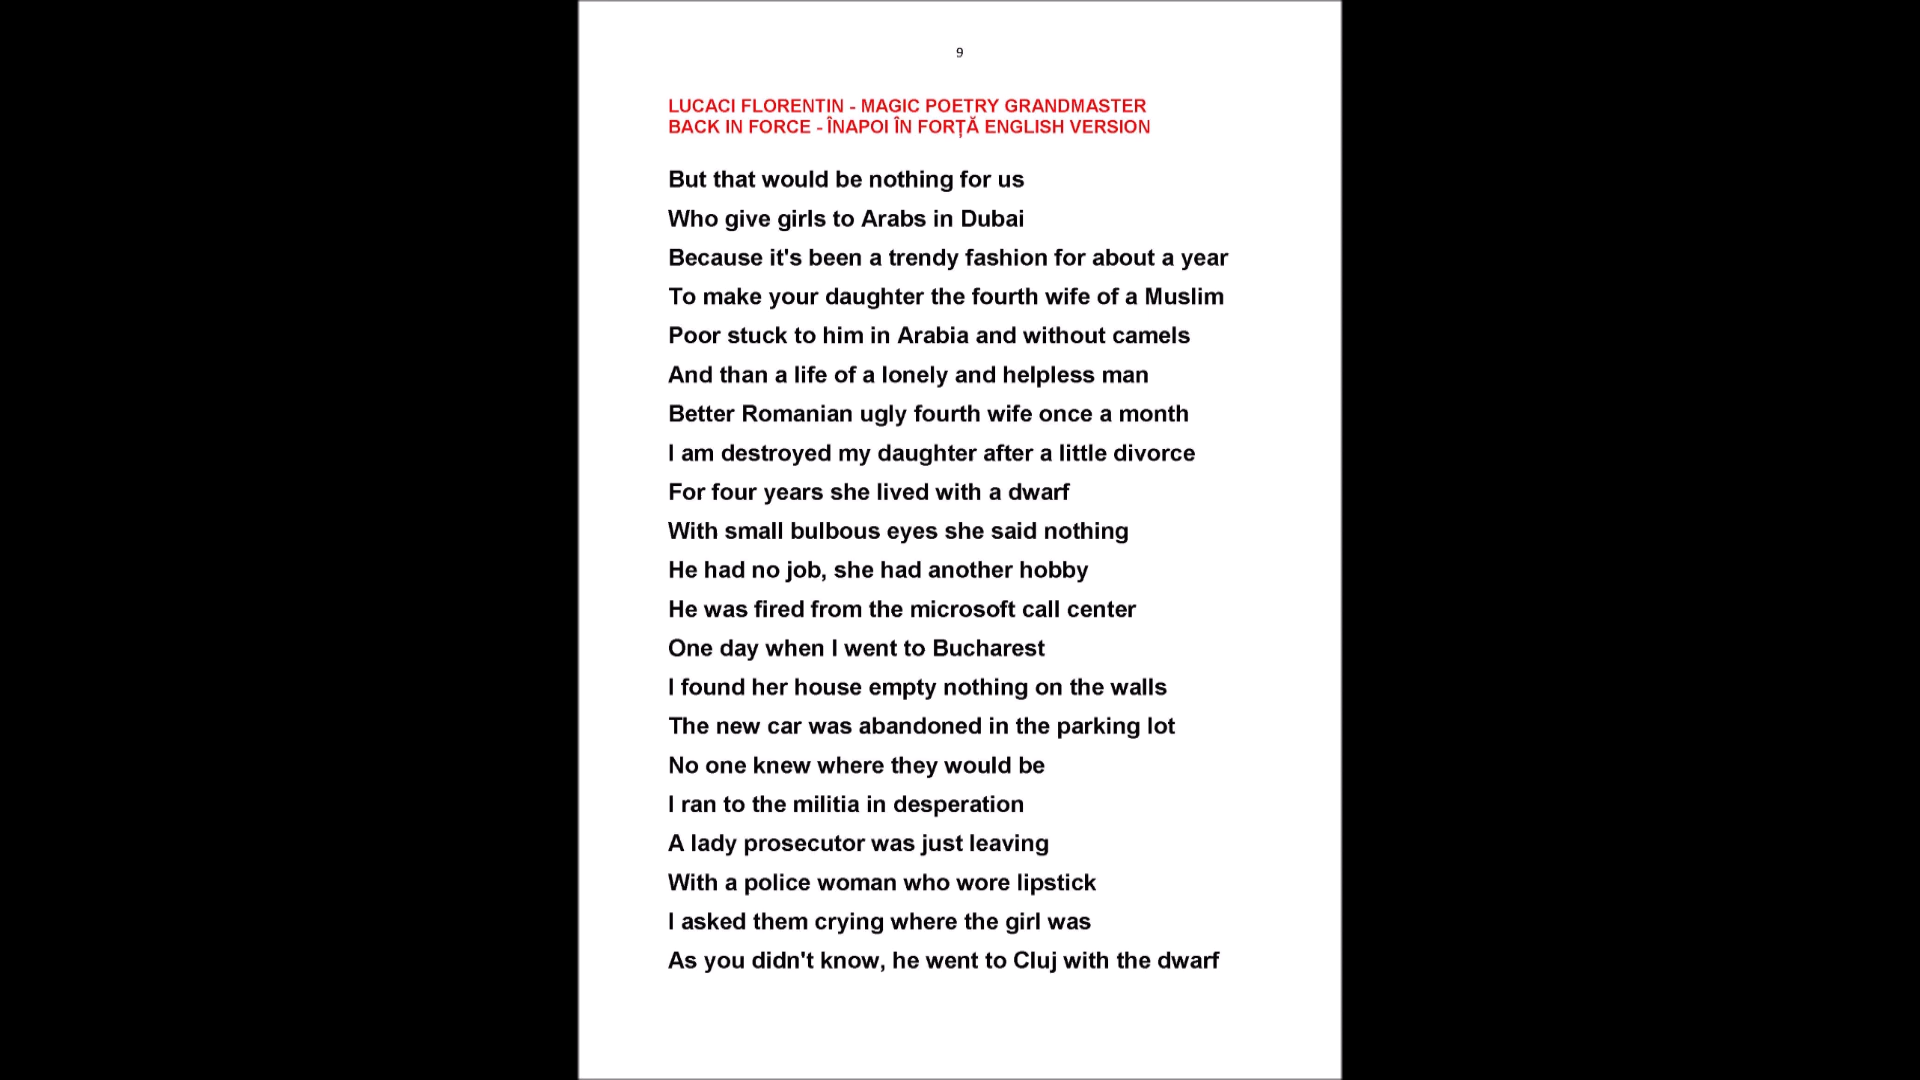 9
LUCACI FLORENTIN - MAGIC POETRY GRANDMASTER
BACK IN FORCE - ÎNAPOI ÎN FORŢĂ ENGLISH VERSION
But that would be nothing for us
Who give girls to Arabs in Dubai
Because it's been a trendy fashion for about a year
To make your daughter the fourth wife of a Muslim
Poor stuck to him in Arabia and without camels
And than a life of a lonely and helpless man
Better Romanian ugly fourth wife once a month
I am destroyed my daughter after a little divorce
For four years she lived with a dwarf
With small bulbous eyes she said nothing
He had no job, she had another hobby
He was fired from the microsoft call center
One day when I went to Bucharest
I found her house empty nothing on the walls
The new car was abandoned in the parking lot
No one knew where they would be
I ran to the militia in desperation
A lady prosecutor was just leaving
With a police woman who wore lipstick
I asked them crying where the girl was
As you didn't know, he went to Cluj with the dwarf